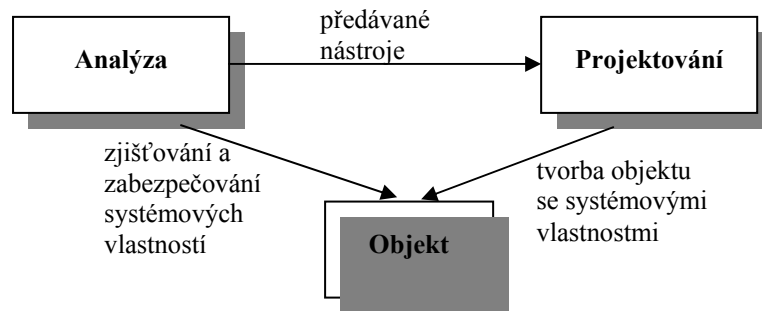 předávané
nástroje
Analýza
Projektování
zjišťování a
zabezpečování
systémových
vlastností
tvorba objektu
se systémovými
vlastnostmi
Objekt